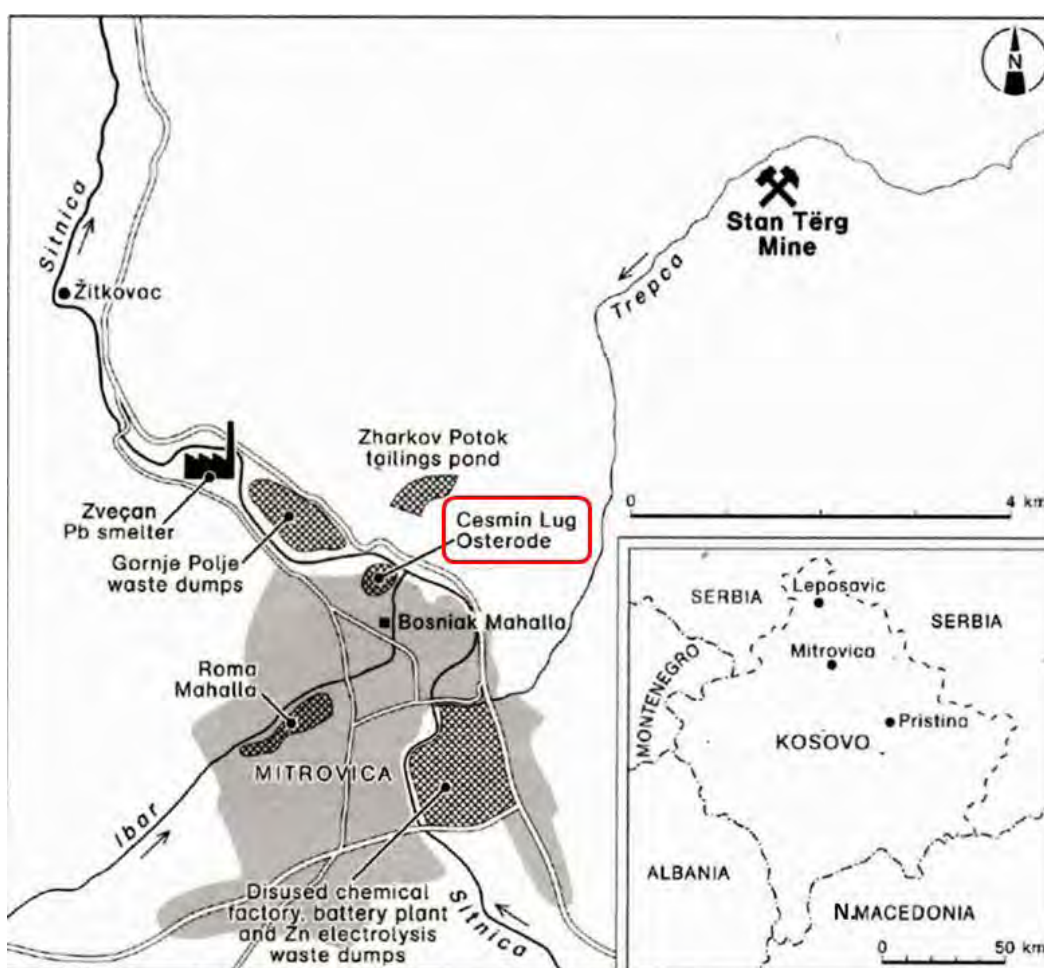 N
Sitnica
Žitkovac
Stan Tërg
Mine
Trepca
Zharkov Potok
tailings pond
0 4 km
Zveçan
Pb smelter
Cesmin Lug
Osterode
Gornje Polje
waste dumps
Bosniak Mahalla
Roma
Mahalla
MITROVICA
Ibar
Disused chemical
factory, battery plant
and Zn electrolysis
waste dumps
Sitnica
SERBIA
Leposavic
SERBIA
Mitrovica
MONTENEGRO
Pristina
KOSOVO
ALBANIA
N.MACEDONIA
0 50 km